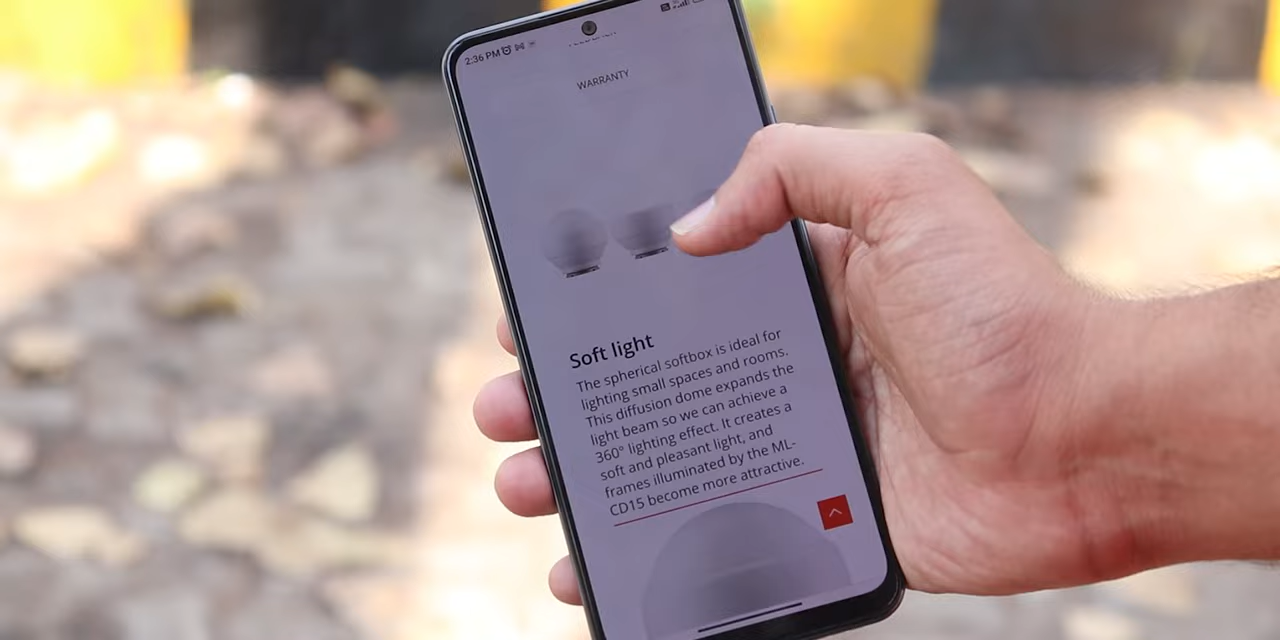 2:36 PM
WARRANTY
Soft light
The spherical softbox is ideal for
lighting small spaces and rooms.
This diffusion dome expands the
light beam so we can achieve a
360° lighting effect. It creates a
soft and pleasant light, and
frames illuminated by the ML-
CD15 become more attractive.